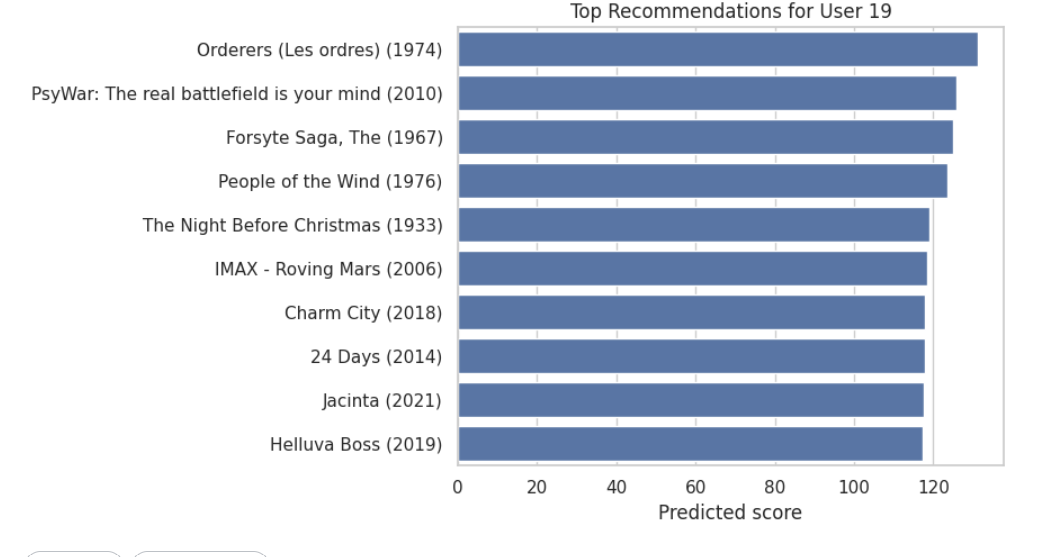 Top Recommendations for User 19
Orderers (Les ordres) (1974)
PsyWar: The real battlefield is your mind (2010)
Forsyte Saga, The (1967)
People of the Wind (1976)
The Night Before Christmas (1933)
IMAX - Roving Mars (2006)
Charm City (2018)
24 Days (2014)
Jacinta (2021)
Helluva Boss (2019)
0 20 40 60 80 100 120
Predicted score